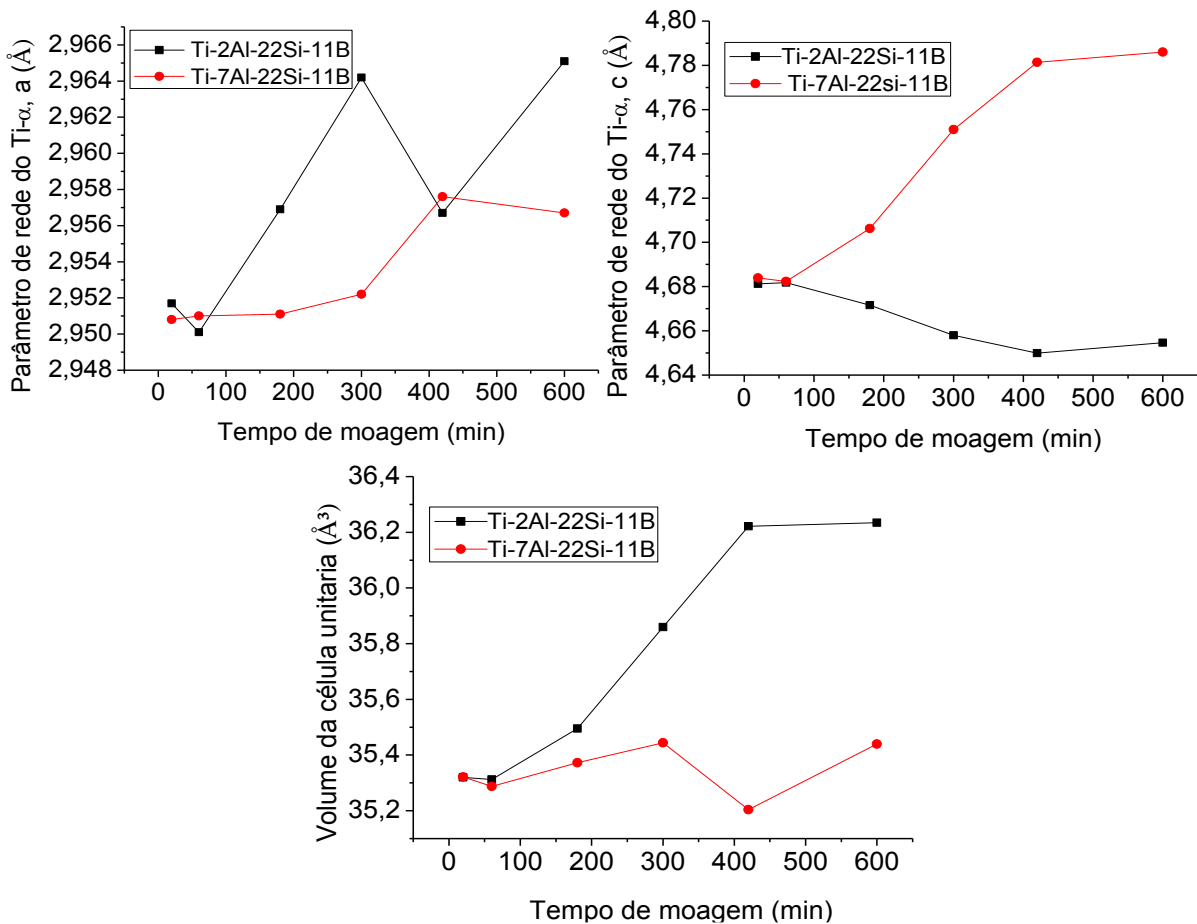 Parâmetro de rede do Ti-α, a (Å)
2,966
2,964
2,962
2,960
2,958
2,956
2,954
2,952
2,950
2,948
Ti-2Al-22Si-11B
Ti-7Al-22Si-11B
0 100 200 300 400 500 600
Tempo de moagem (min)
Parâmetro de rede do Ti-α, c (Å)
4,80
4,78
4,76
4,74
4,72
4,70
4,68
4,66
4,64
Ti-2Al-22Si-11B
Ti-7Al-22si-11B
0 100 200 300 400 500 600
Tempo de moagem (min)
Volume da célula unitaria (Å³)
36,4
36,2
36,0
35,8
35,6
35,4
35,2
Ti-2Al-22Si-11B
Ti-7Al-22Si-11B
0 100 200 300 400 500 600
Tempo de moagem (min)